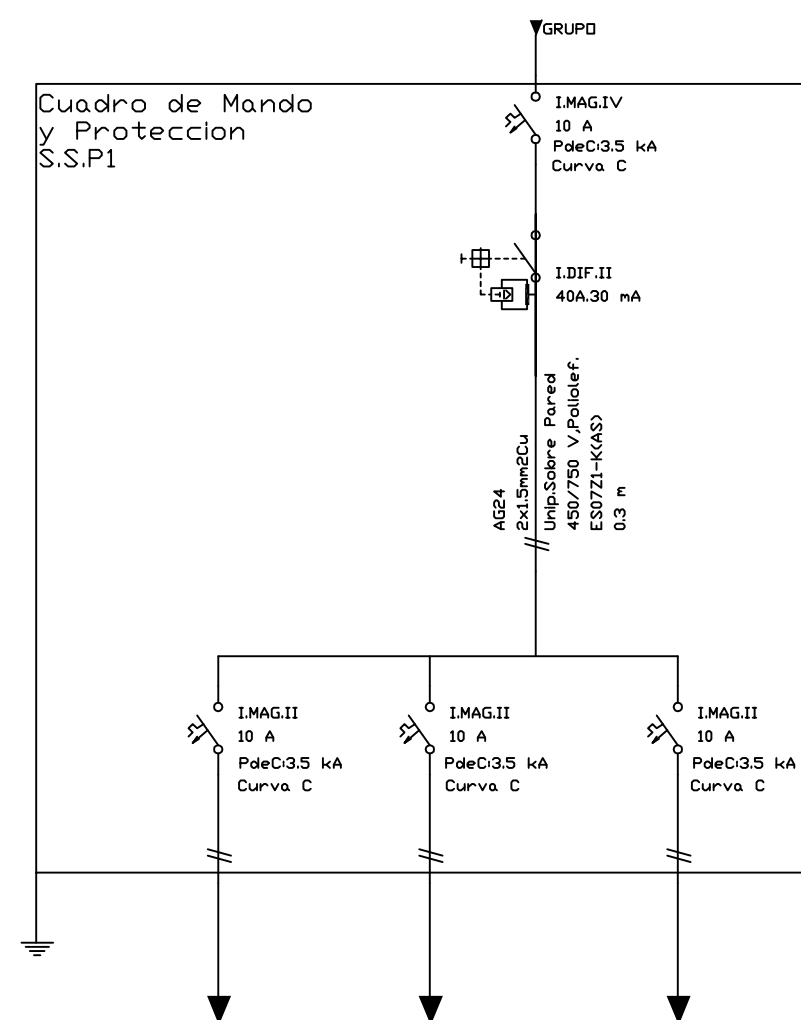 GRUPO
Cuadro de Mando
y Proteccion
S.S.P1
I.MAG.IV
10 A
PdeC:3.5 kA
Curva C
I.DIF.II
40A.30 mA
AG24
2x1.5mm2Cu
Unip.Sobre Pared
450/750 V,Poliolef.
ES07Z1-K(AS)
0.3 m
I.MAG.II
10 A
PdeC:3.5 kA
Curva C
I.MAG.II
10 A
PdeC:3.5 kA
Curva C
I.MAG.II
10 A
PdeC:3.5 kA
Curva C